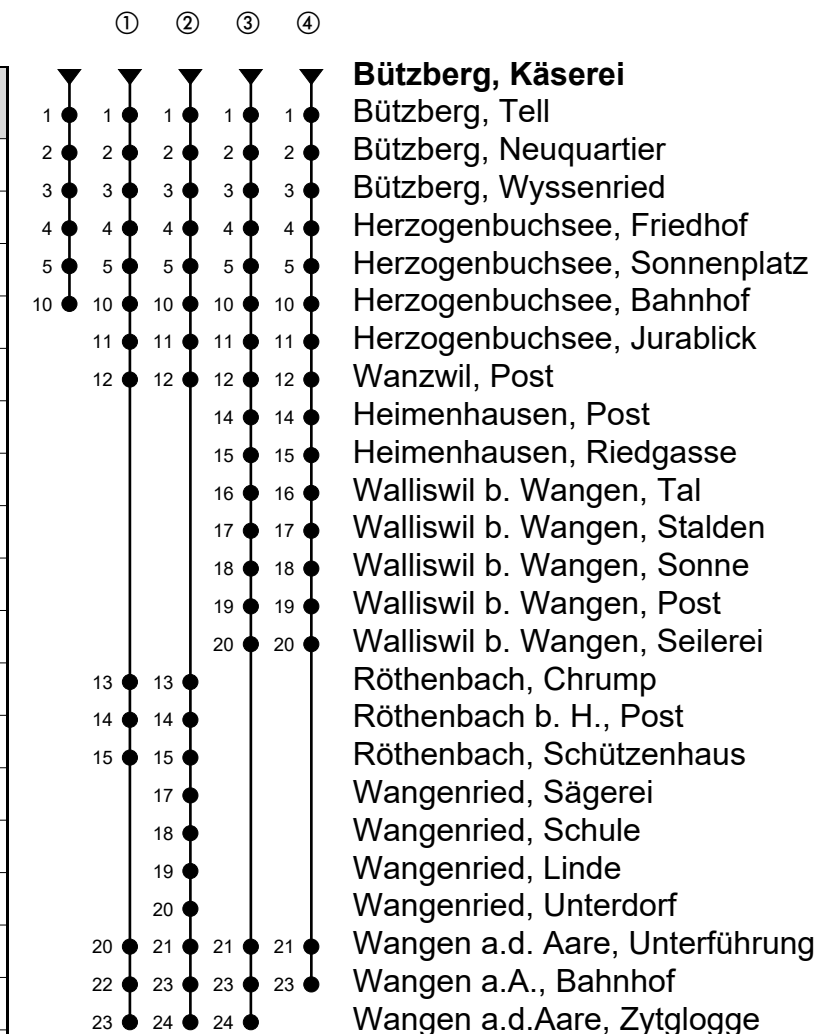 ① ② ③ ④
Bützberg, Käserei
1 1 1 1 1 Bützberg, Tell
2 2 2 2 2 Bützberg, Neuquartier
3 3 3 3 3 Bützberg, Wyssenried
4 4 4 4 4 Herzogenbuchsee, Friedhof
5 5 5 5 5 Herzogenbuchsee, Sonnenplatz
10 10 10 10 10 Herzogenbuchsee, Bahnhof
11 11 11 11 Herzogenbuchsee, Jurablick
12 12 12 12 Wanzwil, Post
14 14 Heimenhausen, Post
15 15 Heimenhausen, Riedgasse
16 16 Walliswil b. Wangen, Tal
17 17 Walliswil b. Wangen, Stalden
18 18 Walliswil b. Wangen, Sonne
19 19 Walliswil b. Wangen, Post
20 20 Walliswil b. Wangen, Seilerei
13 13 Röthenbach, Chrump
14 14 Röthenbach b. H., Post
15 15 Röthenbach, Schützenhaus
17 Wangenried, Sägerei
18 Wangenried, Schule
19 Wangenried, Linde
20 Wangenried, Unterdorf
20 21 21 21 Wangen a.d. Aare, Unterführung
22 23 23 23 Wangen a.A., Bahnhof
23 24 24 Wangen a.d.Aare, Zytglogge